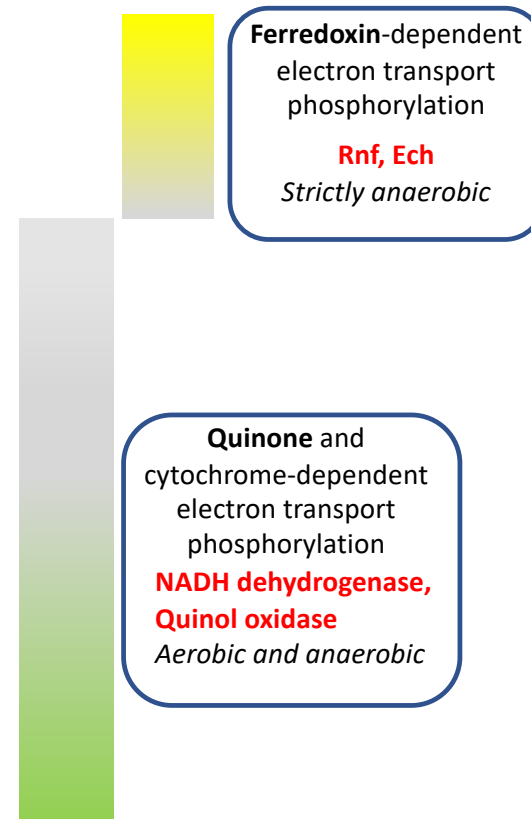 Ferredoxin-dependent
electron transport
phosphorylation
Rnf, Ech
Strictly anaerobic
Quinone and
cytochrome-dependent
electron transport
phosphorylation
NADH dehydrogenase,
Quinol oxidase
Aerobic and anaerobic